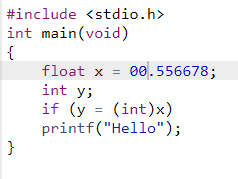 #include <stdio.h>
int main(void)
{
    float x = 00.556678;
    int y;
    if (y = (int)x)
    printf("Hello");
}